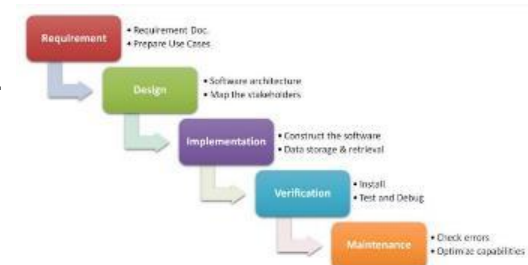 Requirement
• Requirement Doc.
• Prepare Use Cases
Design
• Software architecture
• Map the stakeholders
Implementation
• Construct the software
• Data storage & retrieval
Verification
• Install
• Test and Debug
Maintenance
• Check errors
• Optimize capabilities